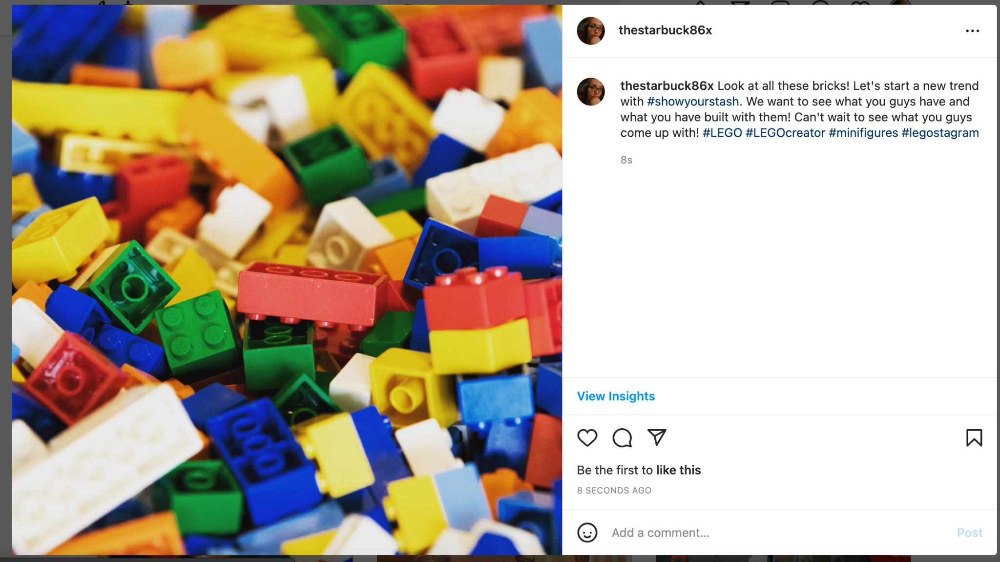 thestarbuck86x
thestarbuck86x Look at all these bricks! Let's start a new trend
with #showyourstash. We want to see what you guys have and
what you have built with them! Can't wait to see what you guys
come up with! #LEGO #LEGOcreator #minifigures #legostagram
8s
View Insights
Be the first to like this
8 SECONDS AGO
Add a comment...
Post